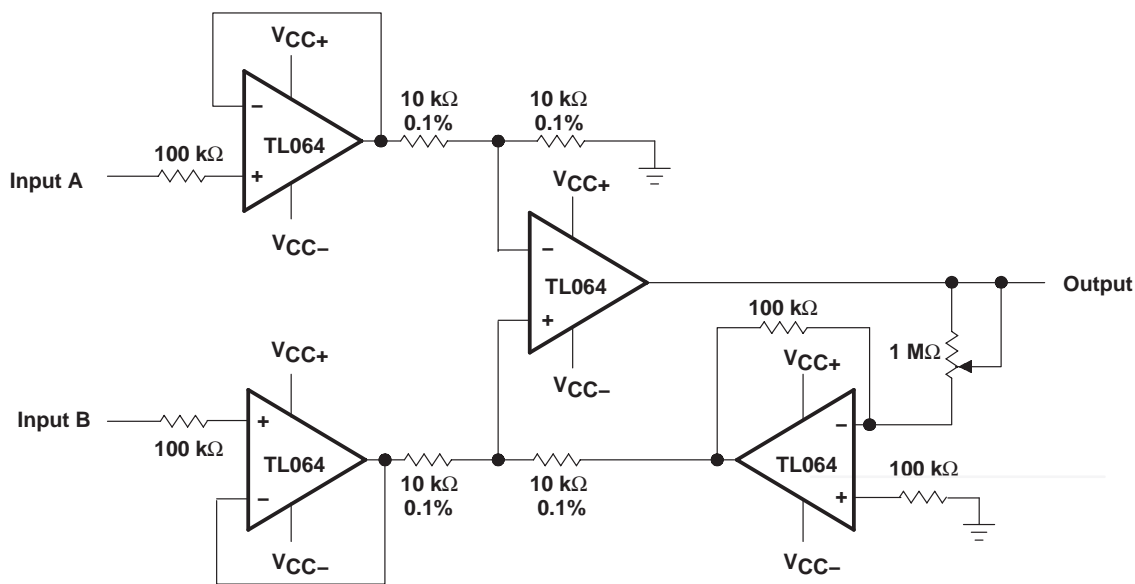 VCC+
10 kΩ
0.1%
10 kΩ
0.1%
−
TL064
100 kΩ
Input A
+
VCC−
VCC+
−
TL064
+
VCC−
Output
100 kΩ
1 MΩ
VCC+
−
TL064
+
100 kΩ
VCC−
VCC+
Input B
100 kΩ
+
TL064
−
10 kΩ
0.1%
10 kΩ
0.1%
VCC−